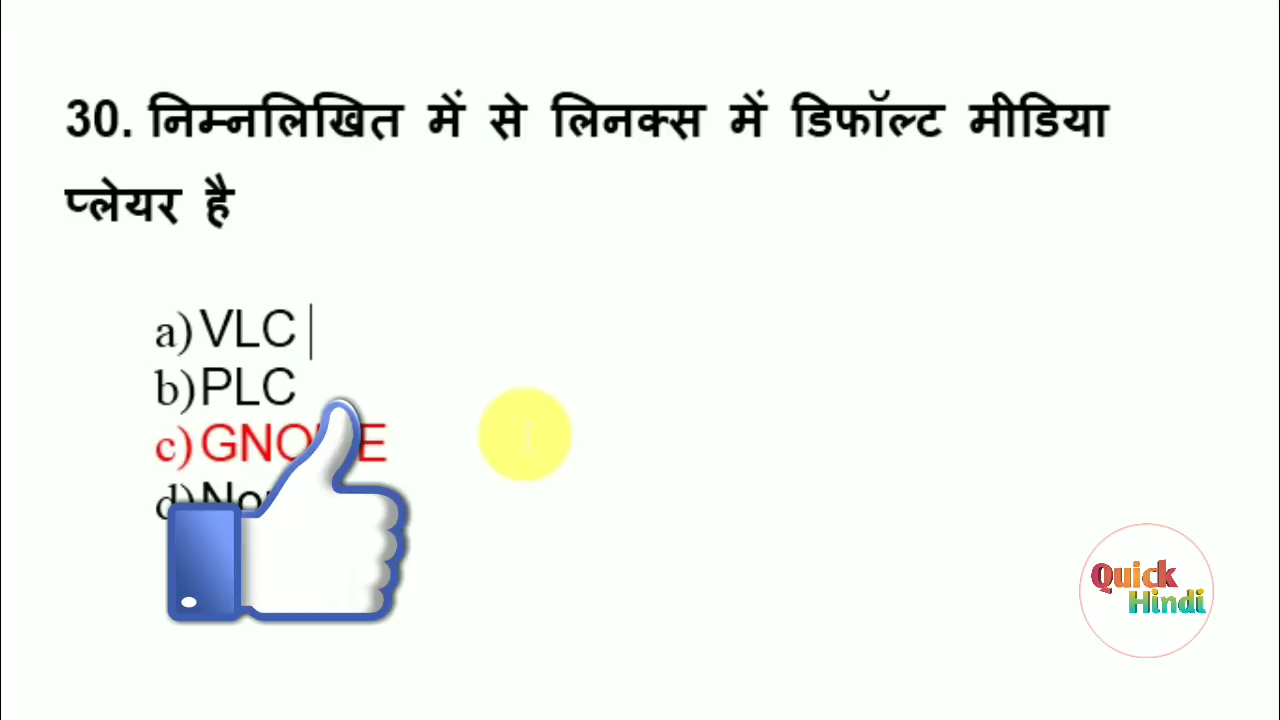 30. निम्नलिखित में से लिनक्स में डिफॉल्ट मीडिया
प्लेयर है
a) VLC
b) PLC
c)
d)
Quick
Hindi